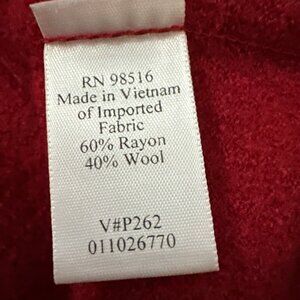 RN 98516
Made in Vietnam
of Imported
Fabric
60% Rayon
40% Wool
V#P262
011026770